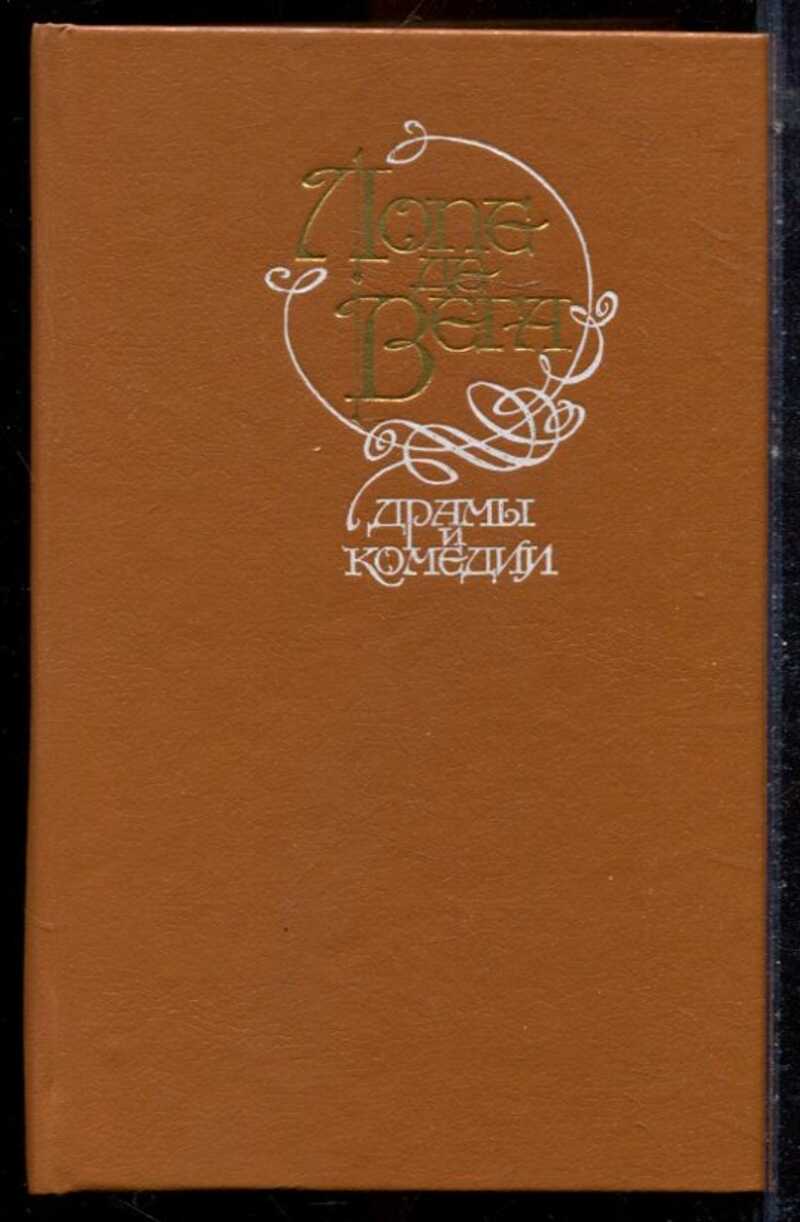 Лопе
де
Вега
Драмы
и
комедии